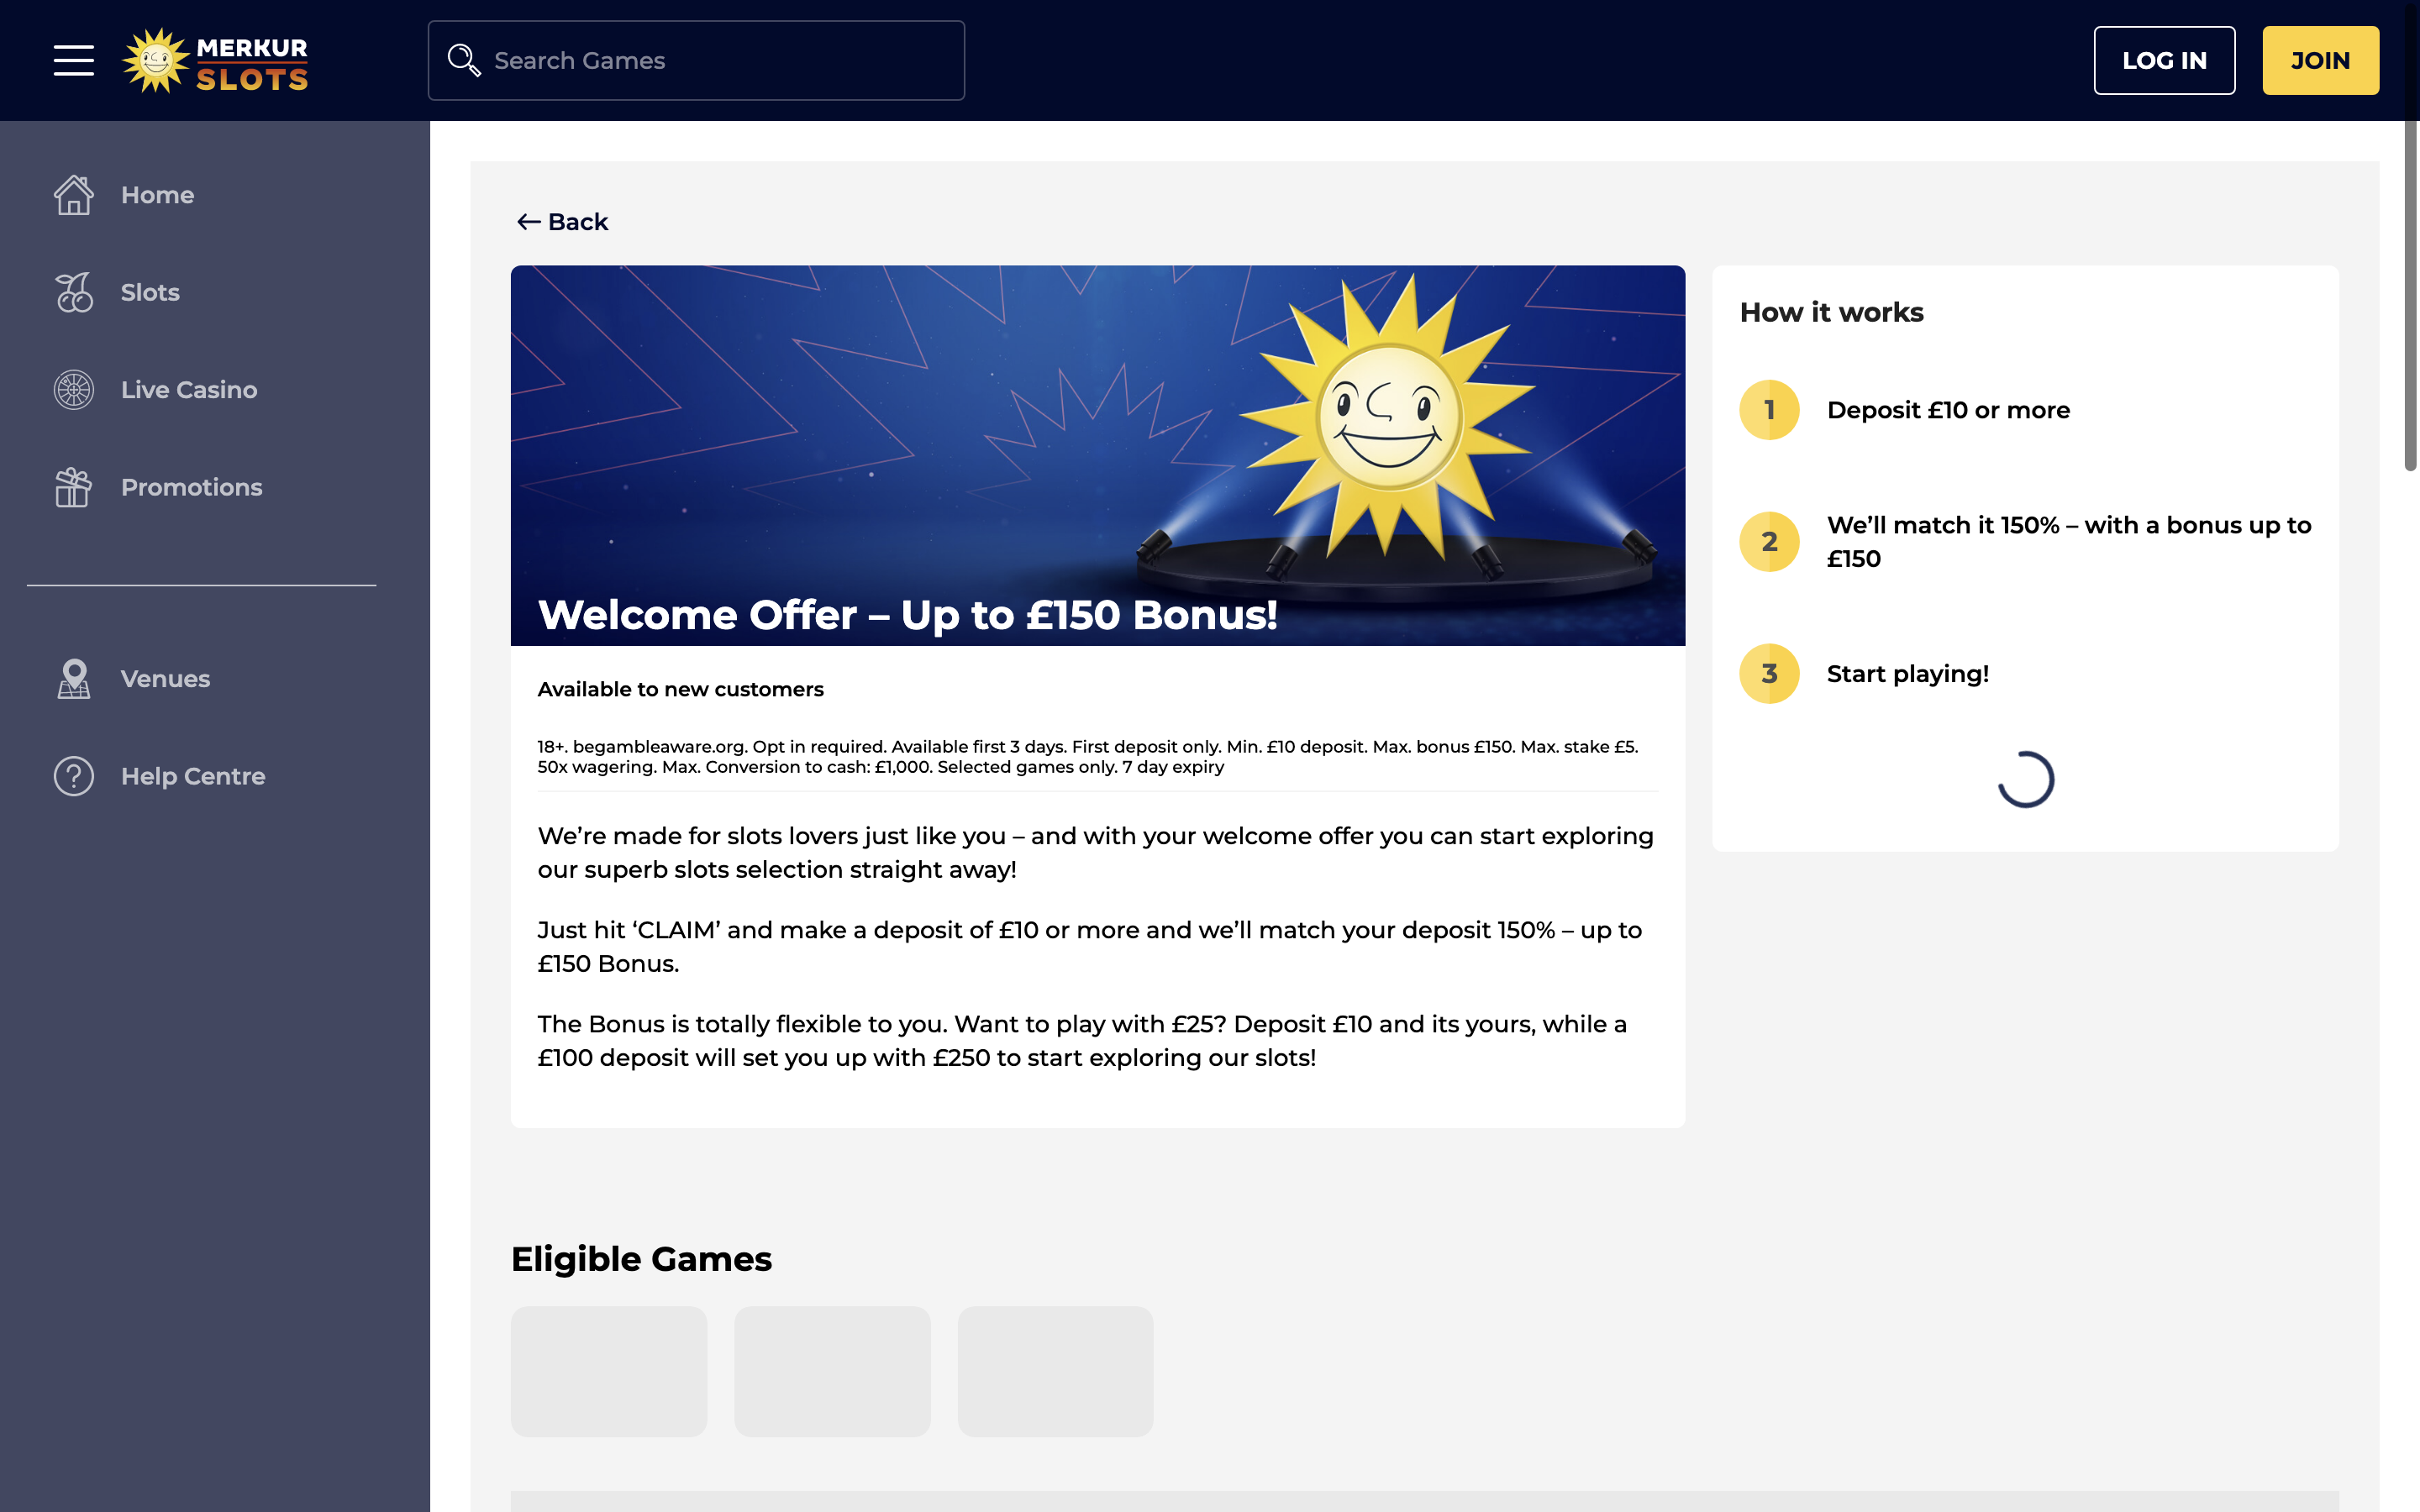 MERKUR
SLOTS
Search Games
LOG IN
JOIN
Home
Slots
Live Casino
Promotions
Venues
Help Centre
← Back
Welcome Offer – Up to £150 Bonus!
Available to new customers
18+. begambleaware.org. Opt in required. Available first 3 days. First deposit only. Min. £10 deposit. Max. bonus £150. Max. stake £5.
50x wagering. Max. Conversion to cash: £1,000. Selected games only. 7 day expiry
We’re made for slots lovers just like you – and with your welcome offer you can start exploring
our superb slots selection straight away!
Just hit ‘CLAIM’ and make a deposit of £10 or more and we’ll match your deposit 150% – up to
£150 Bonus.
The Bonus is totally flexible to you. Want to play with £25? Deposit £10 and its yours, while a
£100 deposit will set you up with £250 to start exploring our slots!
How it works
1 Deposit £10 or more
2 We’ll match it 150% – with a bonus up to
£150
3 Start playing!
Eligible Games